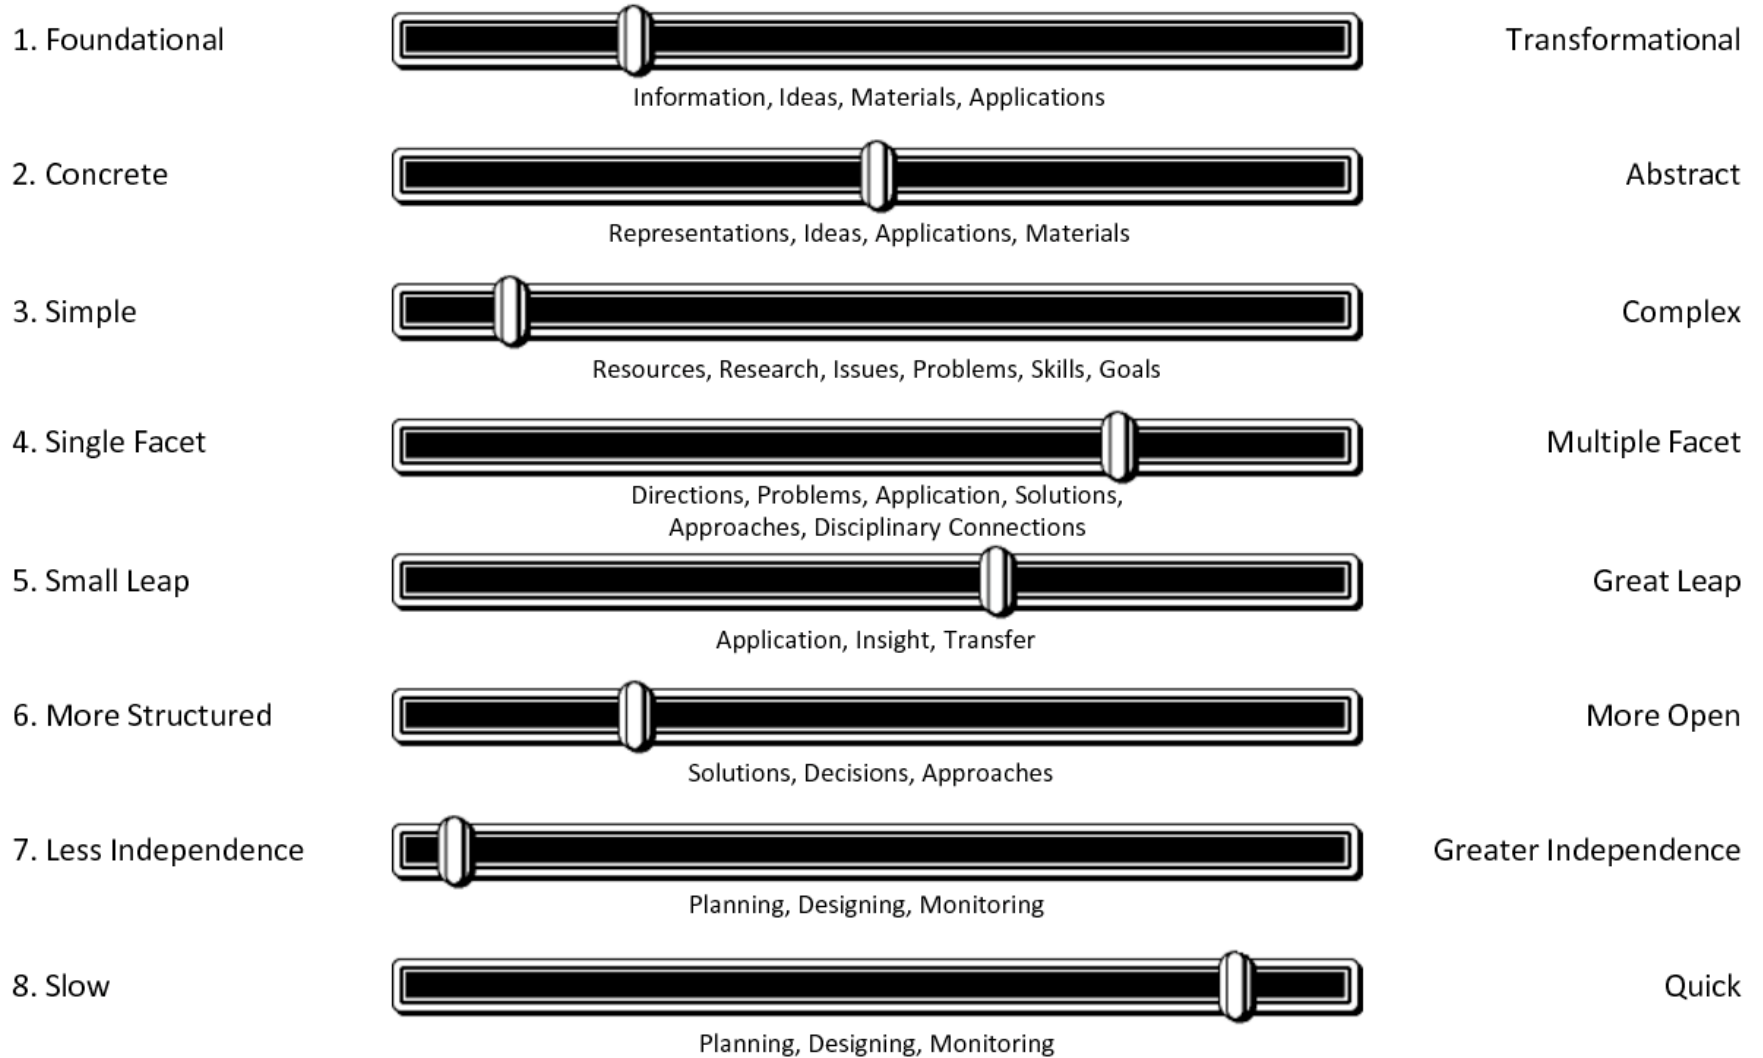 1. Foundational
Transformational
Information, Ideas, Materials, Applications
2. Concrete
Abstract
Representations, Ideas, Applications, Materials
3. Simple
Complex
Resources, Research, Issues, Problems, Skills, Goals
4. Single Facet
Multiple Facet
Directions, Problems, Application, Solutions,
Approaches, Disciplinary Connections
5. Small Leap
Great Leap
Application, Insight, Transfer
6. More Structured
More Open
Solutions, Decisions, Approaches
7. Less Independence
Greater Independence
Planning, Designing, Monitoring
8. Slow
Quick
Planning, Designing, Monitoring